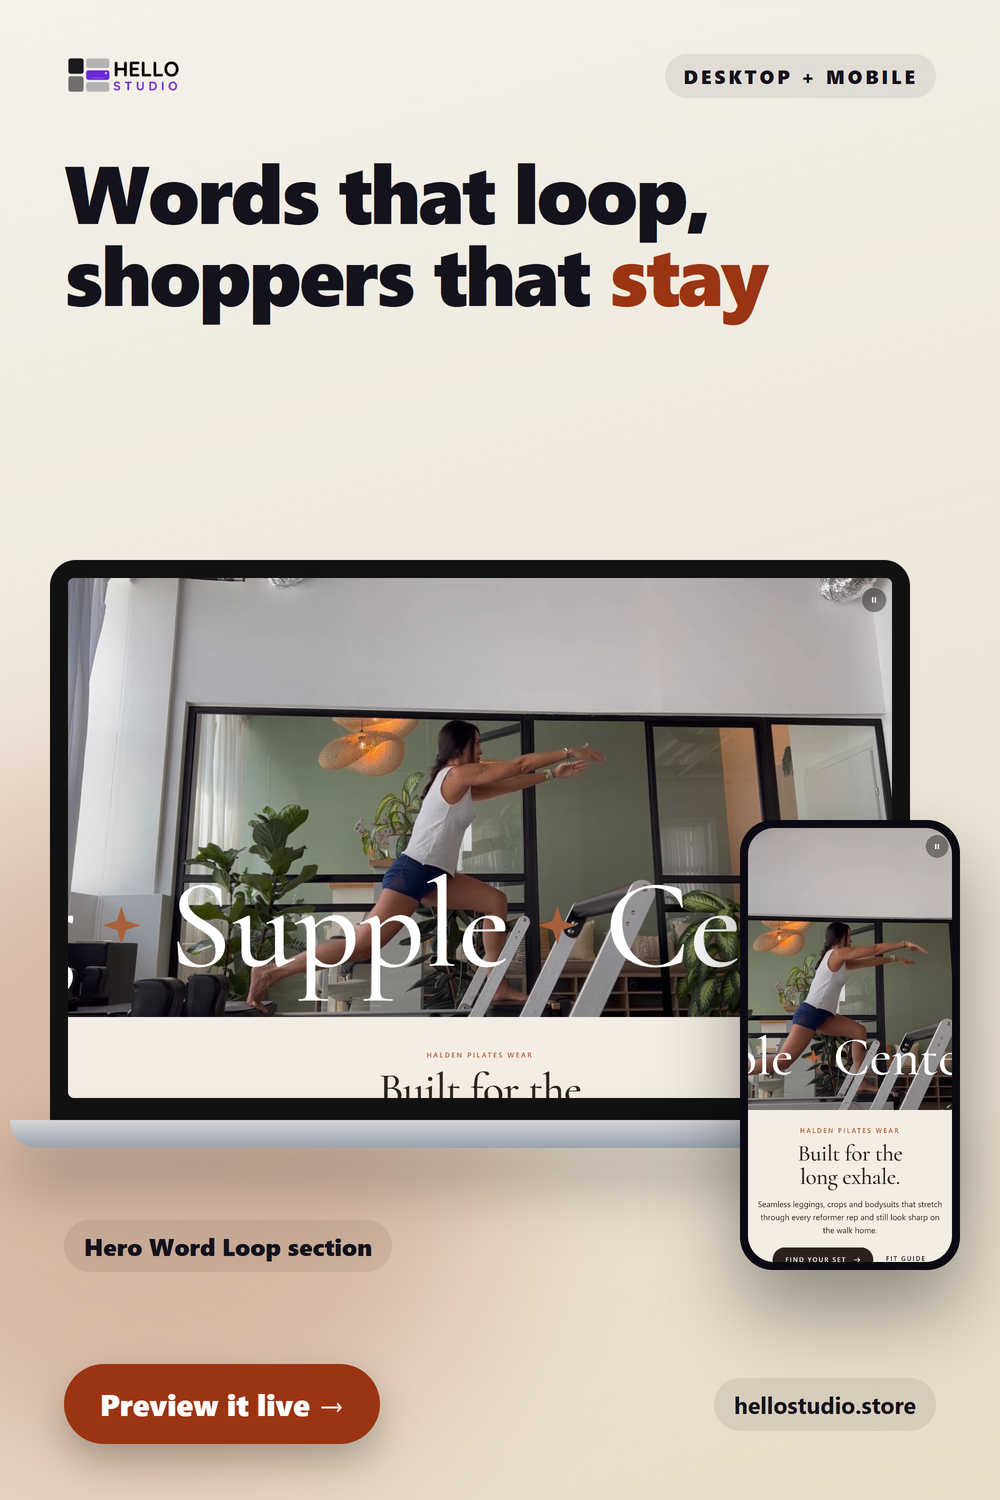 HELLO
STUDIO
DESKTOP + MOBILE
Words that loop,
shoppers that stay
Supple ✦ Ce
HALDEN PILATES WEAR
Built for the
ple ✦ Cente
HALDEN PILATES WEAR
Built for the
long exhale.
Seamless leggings, crops and bodysuits that stretch
through every reformer rep and still look sharp on
the walk home.
FIND YOUR SET →
FIT GUIDE
Hero Word Loop section
Preview it live →
hellostudio.store